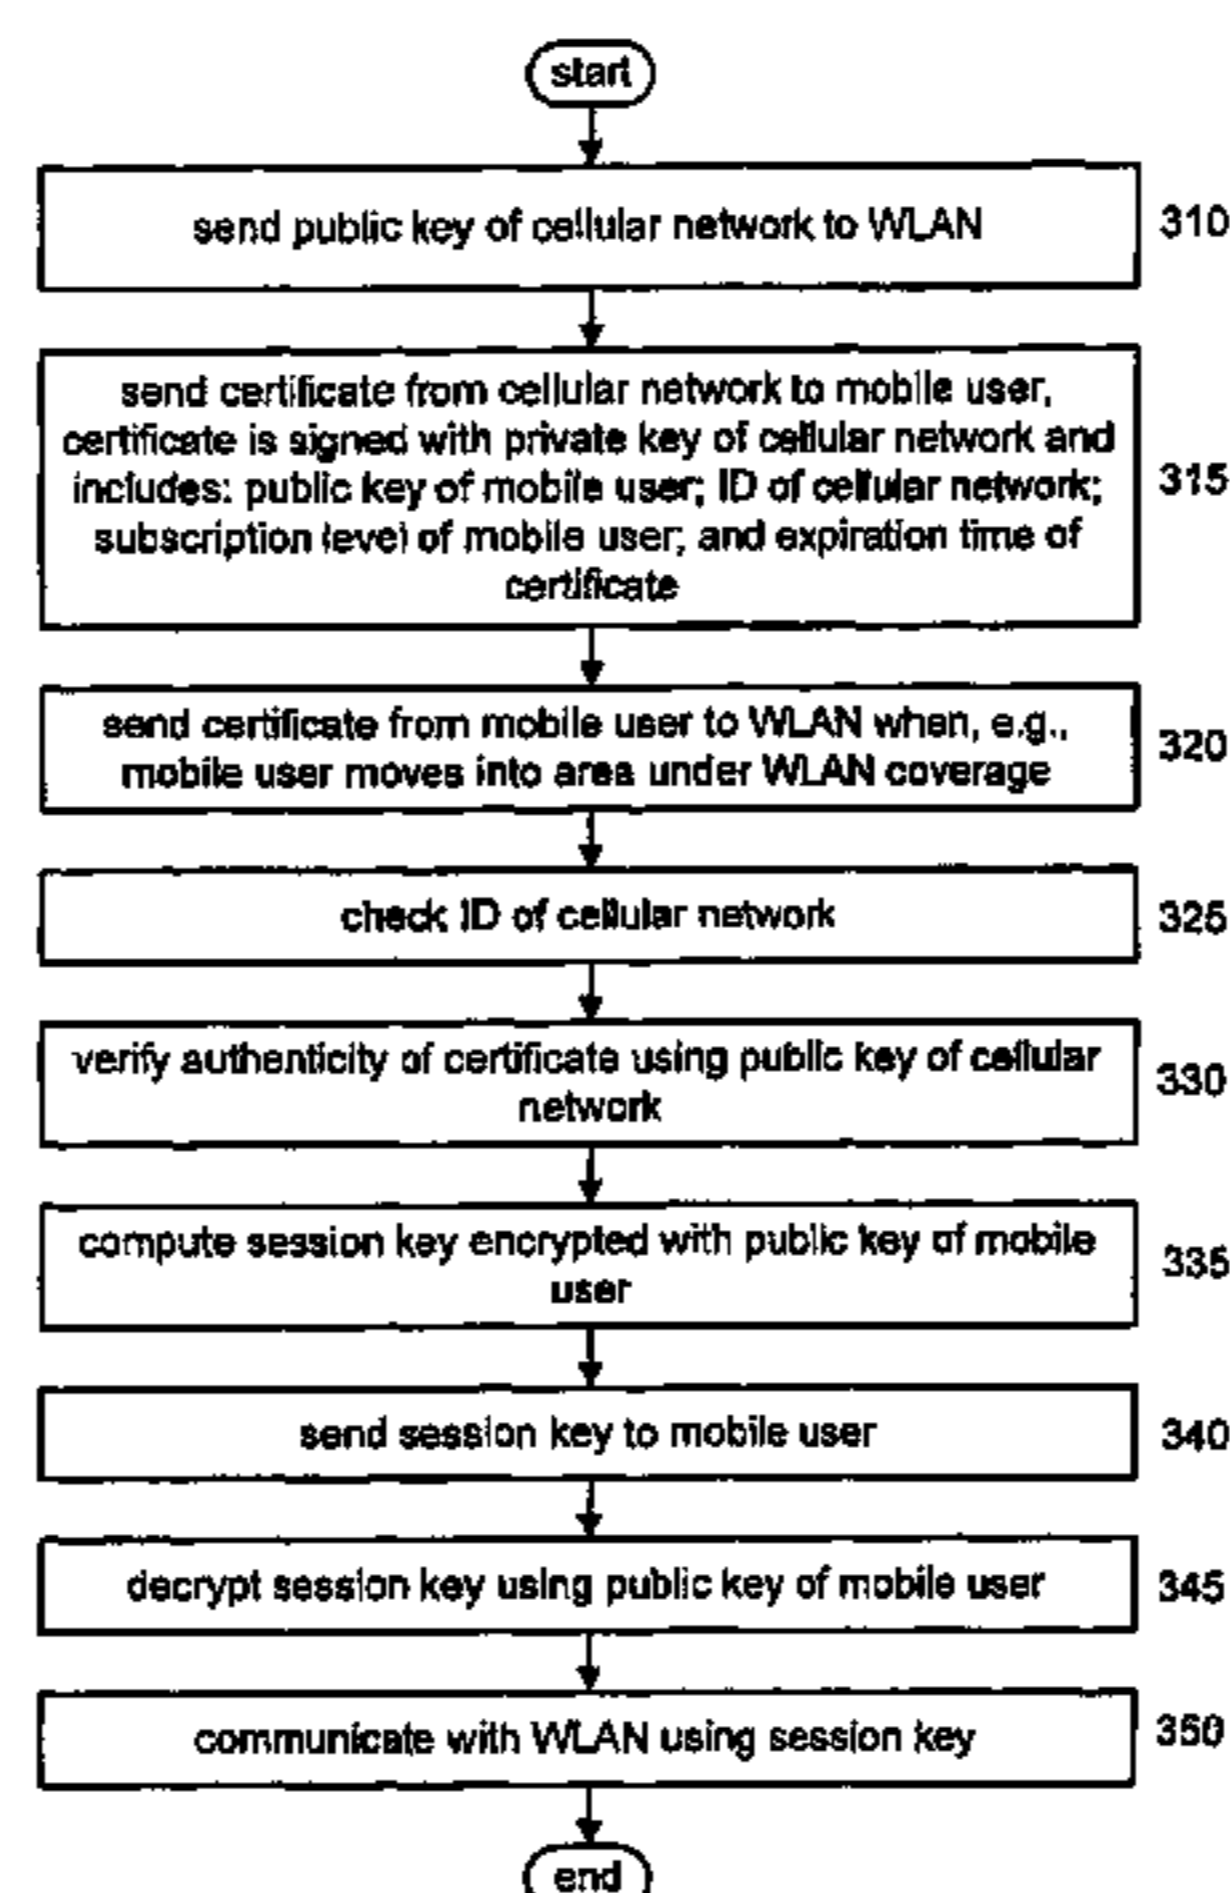 start
send public key of cellular network to WLAN
310
send certificate from cellular network to mobile user,
certificate is signed with private key of cellular network and
includes: public key of mobile user; ID of cellular network;
subscription level of mobile user; and expiration time of
certificate
315
send certificate from mobile user to WLAN when, e.g.,
mobile user moves into area under WLAN coverage
320
check ID of cellular network
325
verify authenticity of certificate using public key of cellular
network
330
compute session key encrypted with public key of mobile
user
335
send session key to mobile user
340
decrypt session key using public key of mobile user
345
communicate with WLAN using session key
350
end